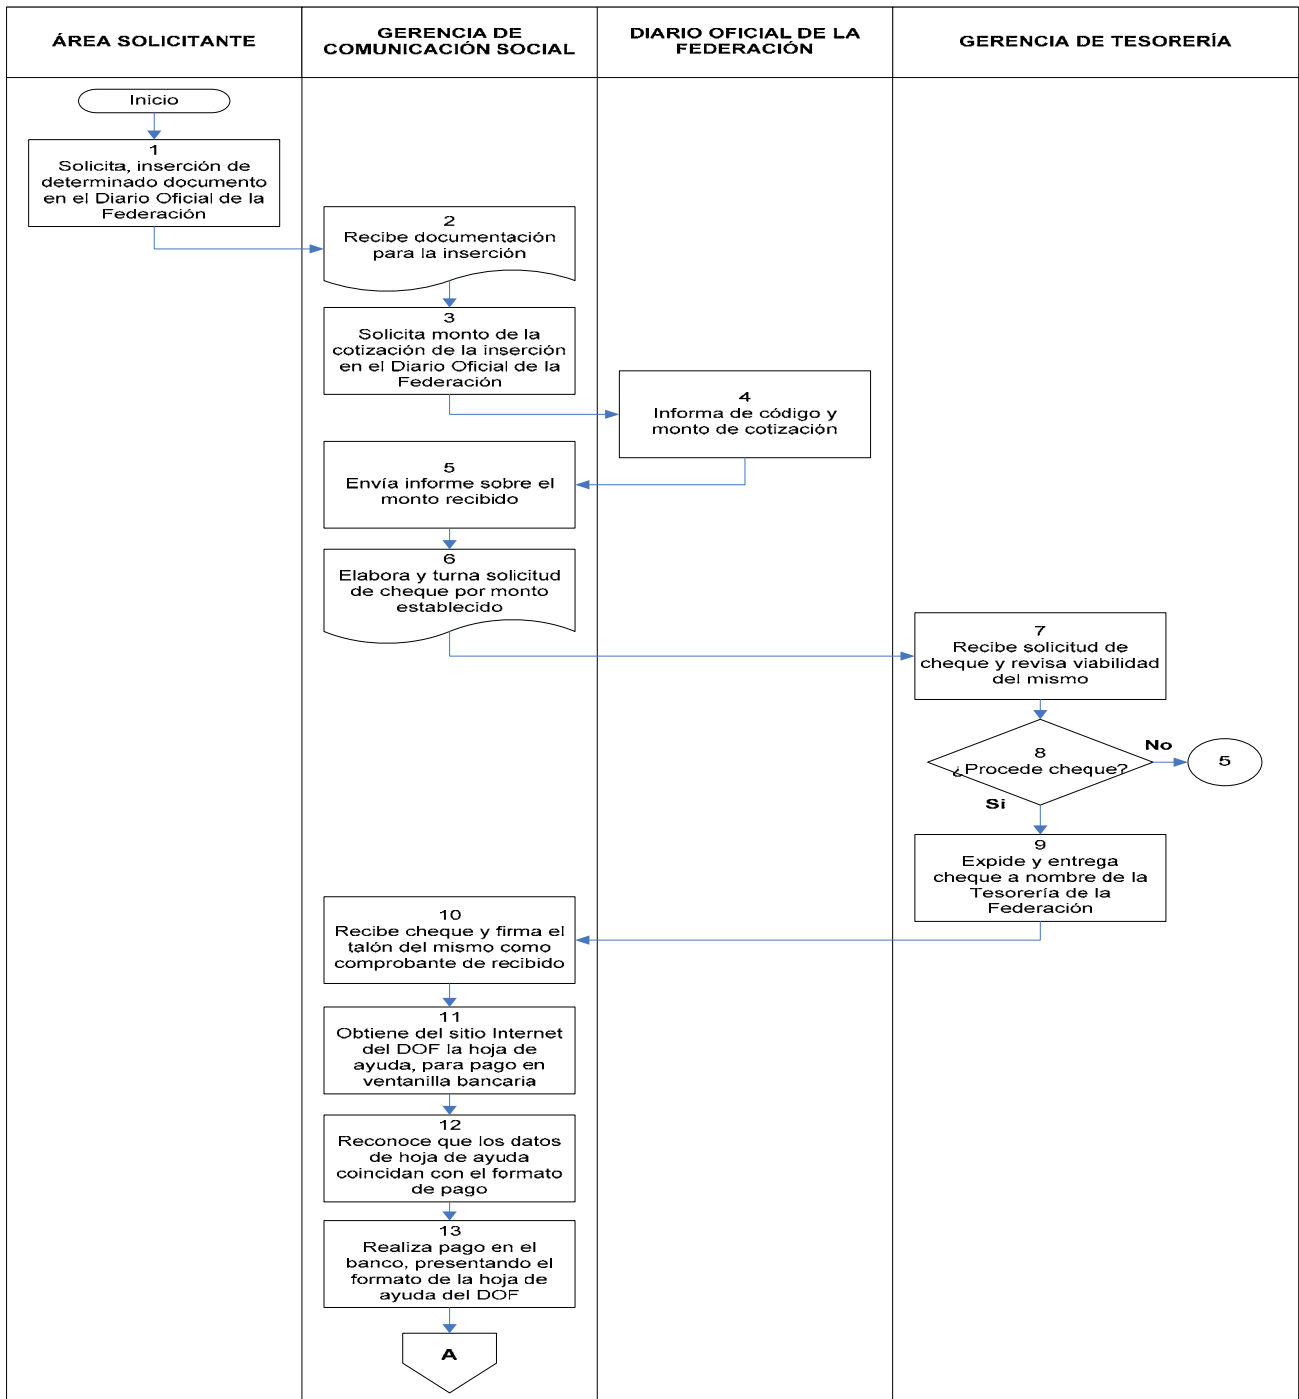 ÁREA SOLICITANTE
GERENCIA DE
COMUNICACIÓN SOCIAL
DIARIO OFICIAL DE LA
FEDERACIÓN
GERENCIA DE TESORERÍA
Inicio
1
Solicita, inserción de
determinado documento
en el Diario Oficial de la
Federación
2
Recibe documentación
para la inserción
3
Solicita monto de la
cotización de la inserción
en el Diario Oficial de la
Federación
4
Informa de código y
monto de cotización
5
Envía informe sobre el
monto recibido
6
Elabora y turna solicitud
de cheque por monto
establecido
7
Recibe solicitud de
cheque y revisa viabilidad
del mismo
8
¿Procede cheque?
No
5
Si
9
Expide y entrega
cheque a nombre de la
Tesorería de la
Federación
10
Recibe cheque y firma el
talón del mismo como
comprobante de recibido
11
Obtiene del sitio Internet
del DOF la hoja de
ayuda, para pago en
ventanilla bancaria
12
Reconoce que los datos
de hoja de ayuda
coincidan con el formato
de pago
13
Realiza pago en el
banco, presentando el
formato de la hoja de
ayuda del DOF
A